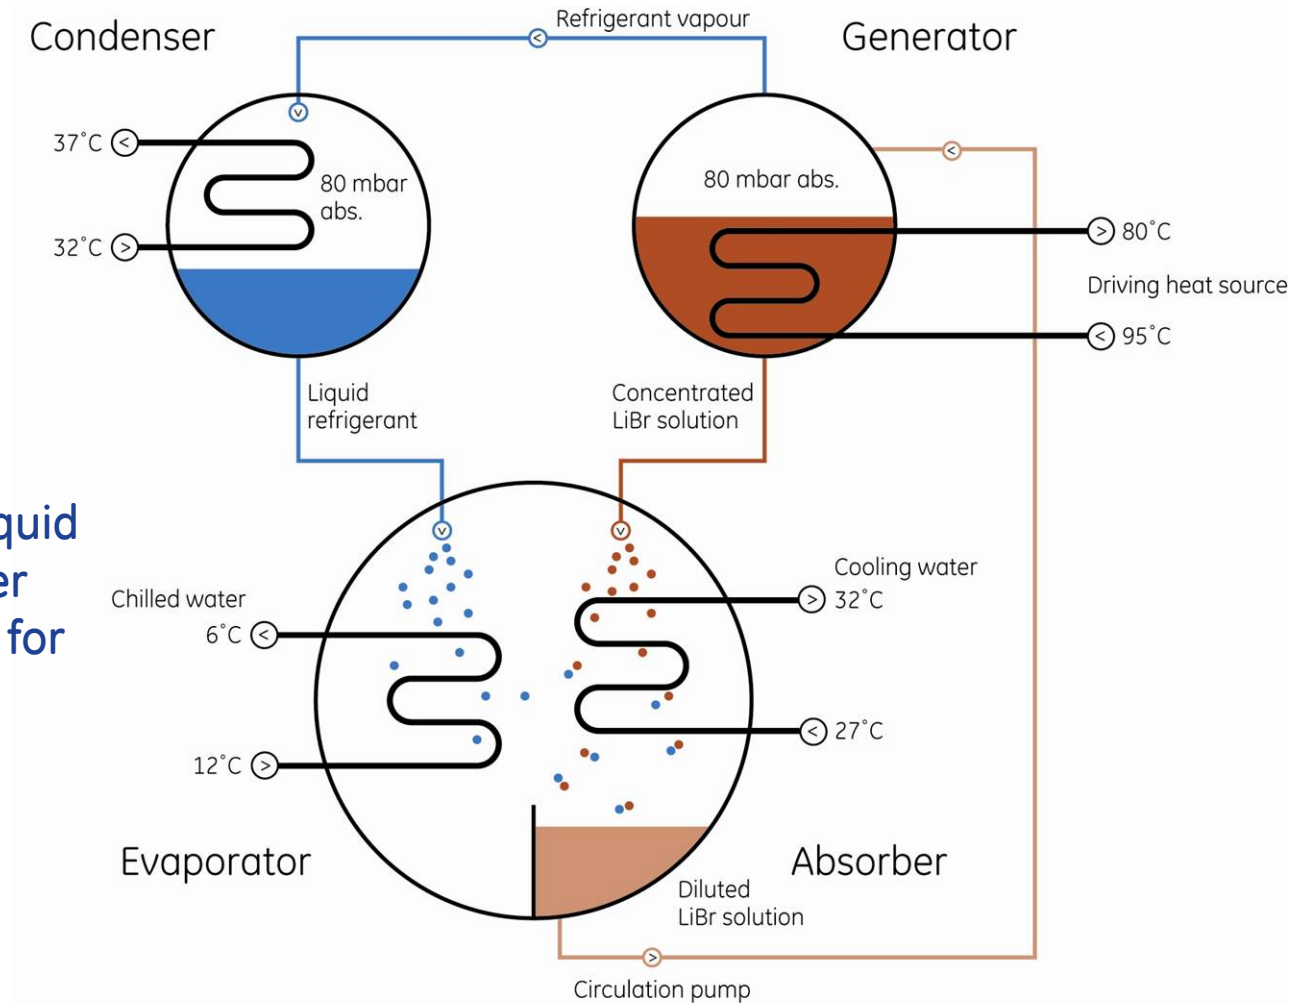 Refrigerant vapour
Condenser
Generator
37°C
80 mbar
abs.
32°C
80 mbar abs.
80°C
Driving heat source
95°C
Liquid
refrigerant
Concentrated
LiBr solution
for
Chilled water
6°C
12°C
Cooling water
32°C
27°C
Evaporator
Absorber
Diluted
LiBr solution
Circulation pump